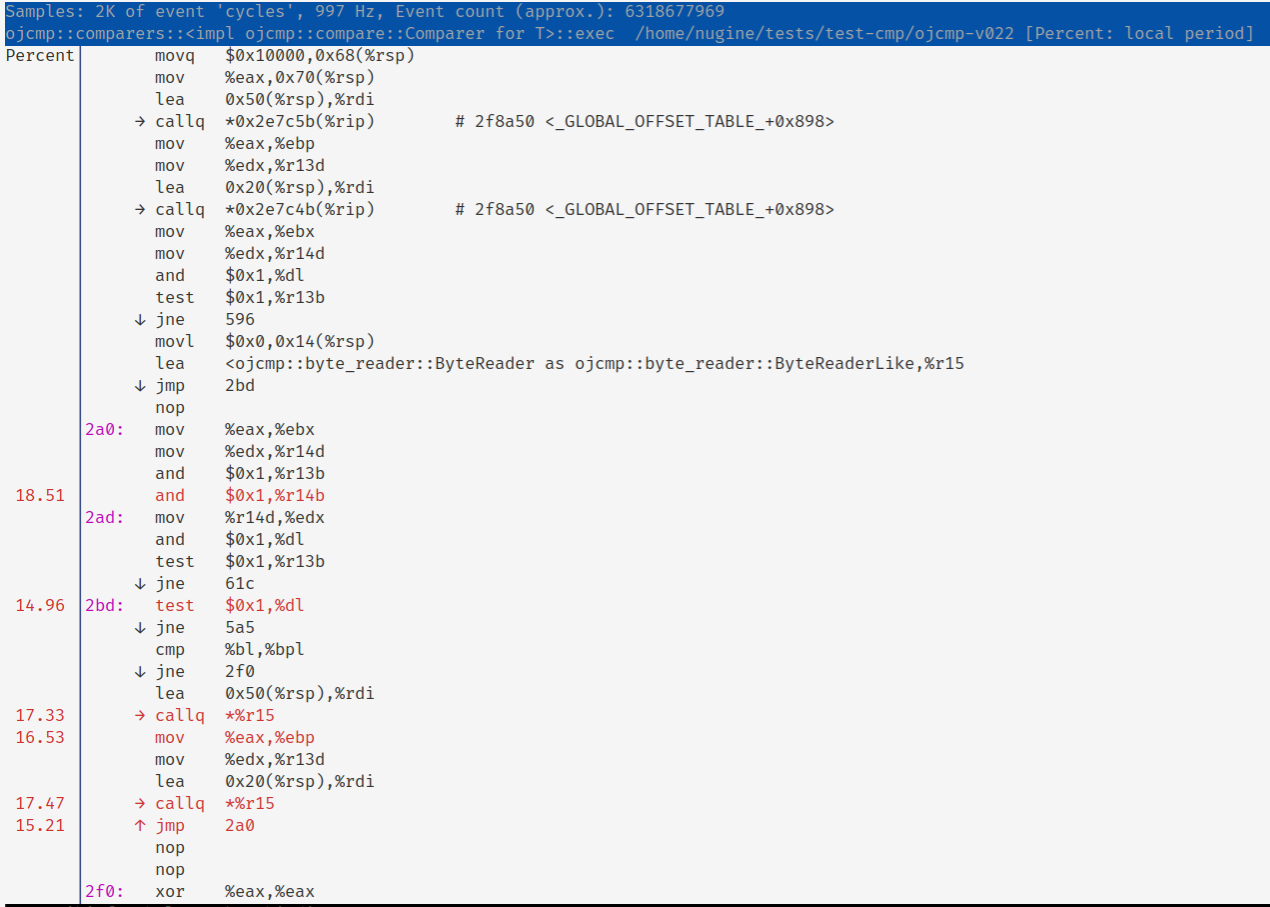 Samples: 2K of event 'cycles', 997 Hz, Event count (approx.): 6318677969
ojcmp::comparers::<impl ojcmp::compare::Comparer for T>::exec  /home/nugine/tests/test-cmp/ojcmp-v022 [Percent: local period]
Percent movq $0x10000,0x68(%rsp)
mov %eax,0x70(%rsp)
lea 0x50(%rsp),%rdi
→ callq *0x2e7c5b(%rip) # 2f8a50 <_GLOBAL_OFFSET_TABLE_+0x898>
mov %eax,%ebp
mov %edx,%r13d
lea 0x20(%rsp),%rdi
→ callq *0x2e7c4b(%rip) # 2f8a50 <_GLOBAL_OFFSET_TABLE_+0x898>
mov %eax,%ebx
mov %edx,%r14d
and $0x1,%dl
test $0x1,%r13b
↓ jne 596
movl $0x0,0x14(%rsp)
lea <ojcmp::byte_reader::ByteReader as ojcmp::byte_reader::ByteReaderLike,%r15
↓ jmp 2bd
nop
2a0: mov %eax,%ebx
mov %edx,%r14d
and $0x1,%r13b
18.51 and $0x1,%r14b
2ad: mov %r14d,%edx
and $0x1,%dl
test $0x1,%r13b
↓ jne 61c
14.96 2bd: test $0x1,%dl
↓ jne 5a5
cmp %bl,%bpl
↓ jne 2f0
lea 0x50(%rsp),%rdi
17.33 → callq *%r15
16.53 mov %eax,%ebp
mov %edx,%r13d
lea 0x20(%rsp),%rdi
17.47 → callq *%r15
15.21 ↑ jmp 2a0
nop
nop
2f0: xor %eax,%eax